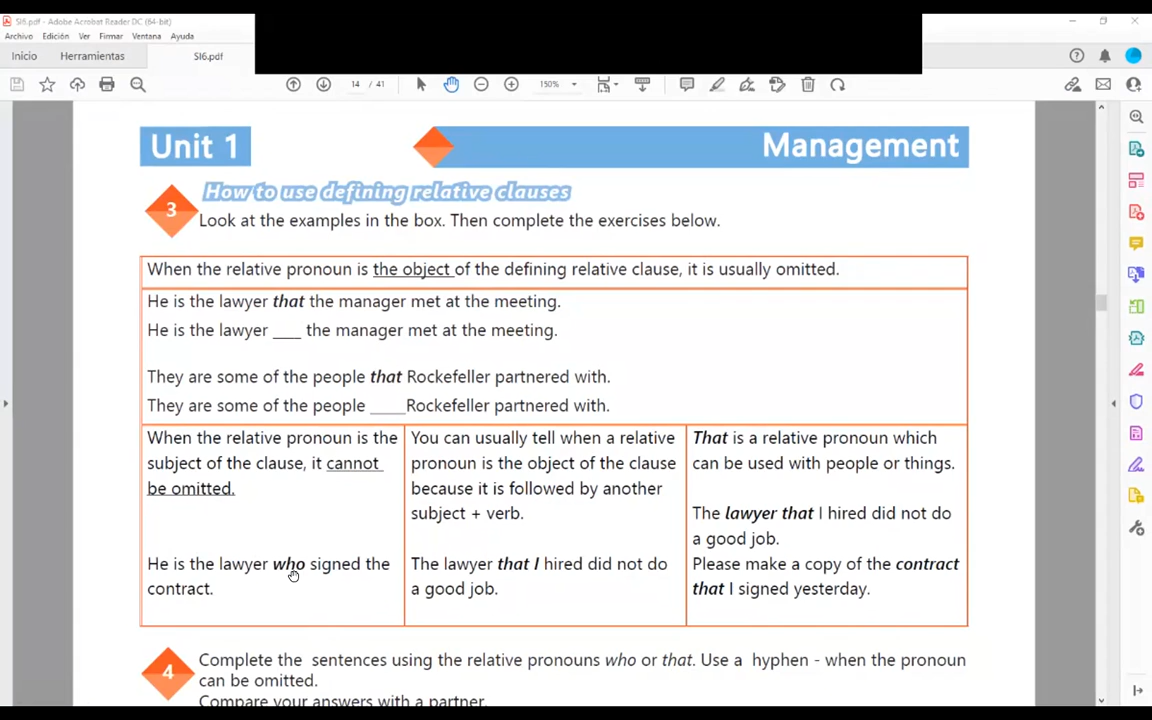 SI6.pdf - Adobe Acrobat Reader DC (64-bit)
Archivo Edición Ver Firmar Ventana Ayuda
Inicio Herramientas SI6.pdf
14 / 41 150%
Unit 1 Management
3 How to use defining relative clauses
Look at the examples in the box. Then complete the exercises below.
When the relative pronoun is the object of the defining relative clause, it is usually omitted.
He is the lawyer that the manager met at the meeting.
He is the lawyer ___ the manager met at the meeting.
They are some of the people that Rockefeller partnered with.
They are some of the people ____Rockefeller partnered with.
When the relative pronoun is the
subject of the clause, it cannot
be omitted.
He is the lawyer who signed the
contract.
You can usually tell when a relative
pronoun is the object of the clause
because it is followed by another
subject + verb.
The lawyer that I hired did not do
a good job.
That is a relative pronoun which
can be used with people or things.
The lawyer that I hired did not do
a good job.
Please make a copy of the contract
that I signed yesterday.
4 Complete the sentences using the relative pronouns who or that. Use a hyphen - when the pronoun
can be omitted.
Compare your answers with a partner.